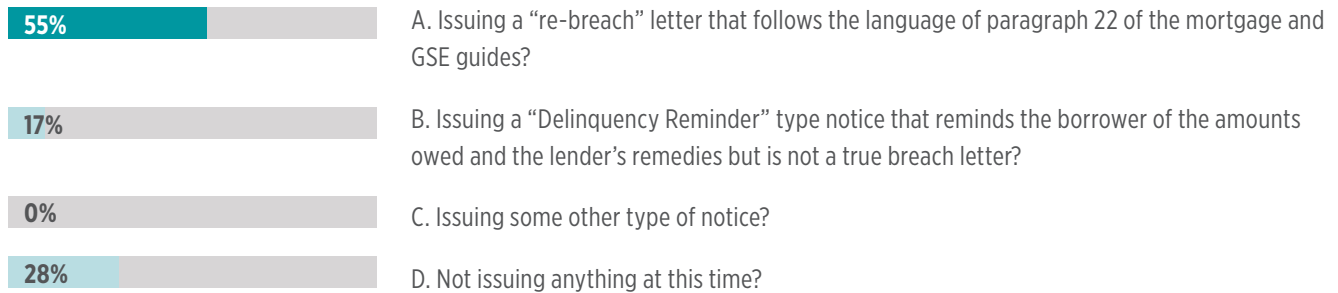 55%
A. Issuing a “re-breach” letter that follows the language of paragraph 22 of the mortgage and
GSE guides?
17%
B. Issuing a “Delinquency Reminder” type notice that reminds the borrower of the amounts
owed and the lender’s remedies but is not a true breach letter?
0%
C. Issuing some other type of notice?
28%
D. Not issuing anything at this time?